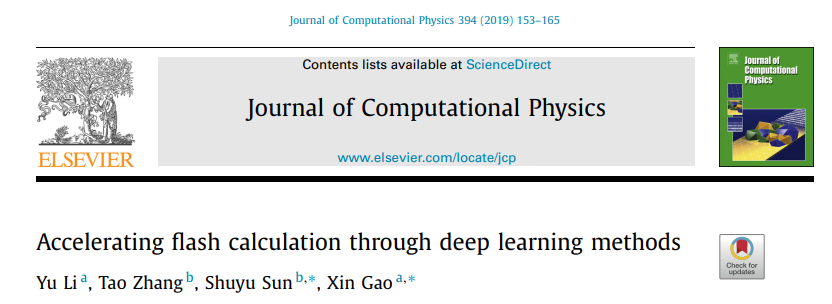 Journal of Computational Physics 394 (2019) 153–165
Contents lists available at ScienceDirect
Journal of Computational Physics
www.elsevier.com/locate/jcp
ELSEVIER
Journal of
Computational
Physics
Accelerating flash calculation through deep learning methods
Check for
updates
Yu Li a, Tao Zhang b, Shuyu Sun b,∗, Xin Gao a,∗